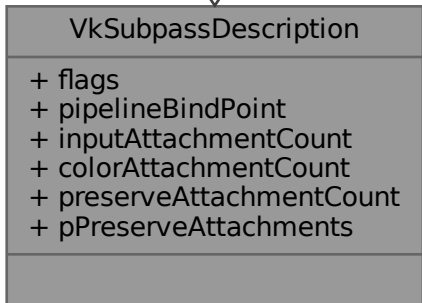 VkSubpassDescription
+ flags
+ pipelineBindPoint
+ inputAttachmentCount
+ colorAttachmentCount
+ preserveAttachmentCount
+ pPreserveAttachments